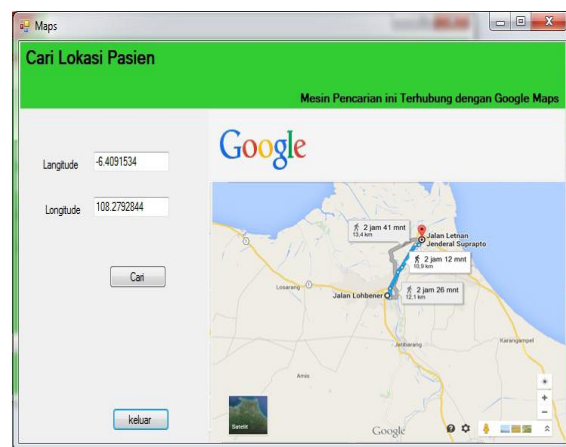 Maps
Cari Lokasi Pasien
Mesin Pencarian ini Terhubung dengan Google Maps
Google
Langitude
-6.4091534
Longitude
108.2792844
Cari
keluar
2 jam 41 mnt
13,4 km
Jalan Letnan
Jenderal Suprapto
2 jam 12 mnt
10,9 km
Losarang
Jalan Lohbener
2 jam 26 mnt
12,1 km
Jatibarang
Karangampel
Arnis
Satelit
Google